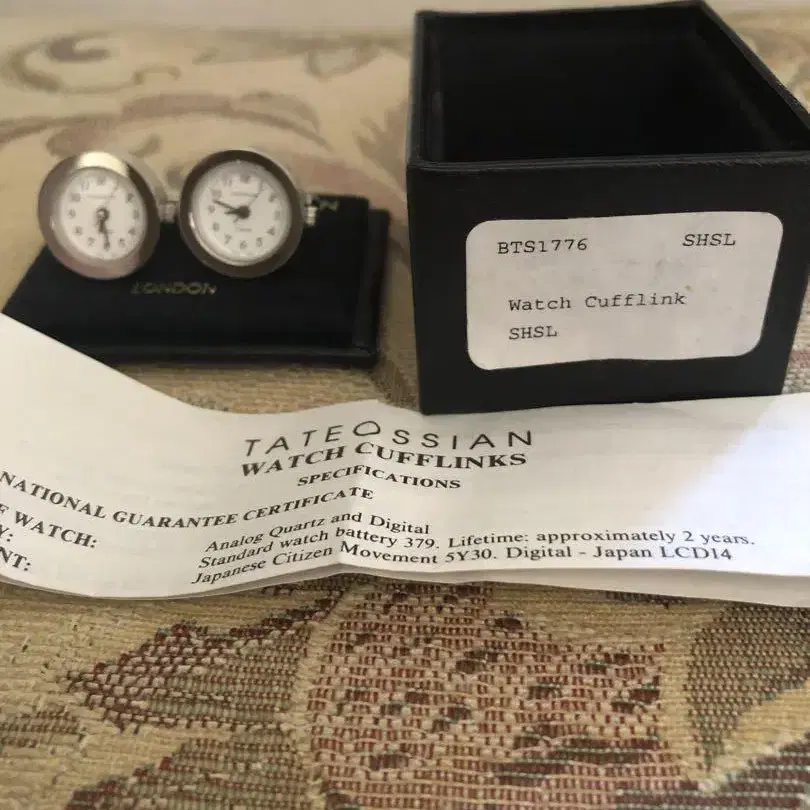 LONDON
BTS1776 SHSL
Watch Cufflink
SHSL
TATEOSSIAN
WATCH CUFFLINKS
SPECIFICATIONS
NATIONAL GUARANTEE CERTIFICATE
WATCH:
Analog Quartz and Digital
Standard watch battery 379. Lifetime: approximately 2 years.
Japanese Citizen Movement 5Y30. Digital - Japan LCD14